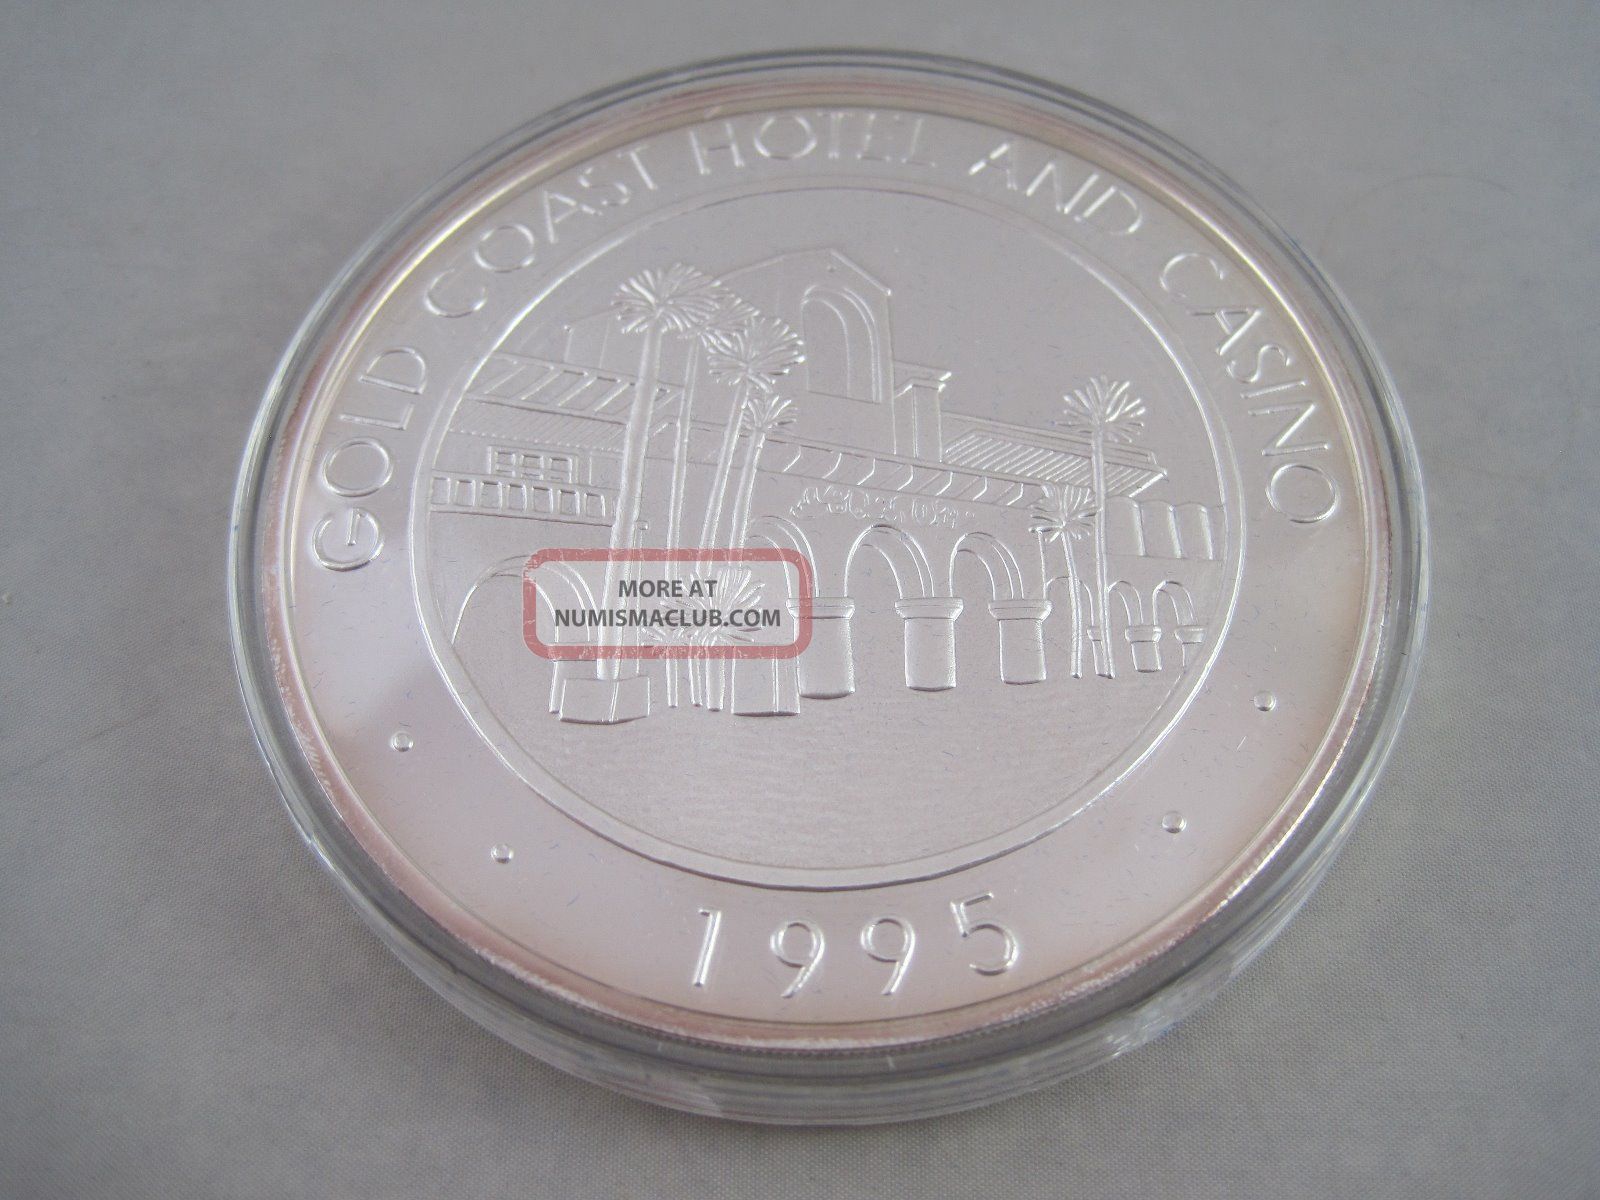 GOLD COAST HOTEL AND CASINO
MORE AT
NUMISMACLUB.COM
1995